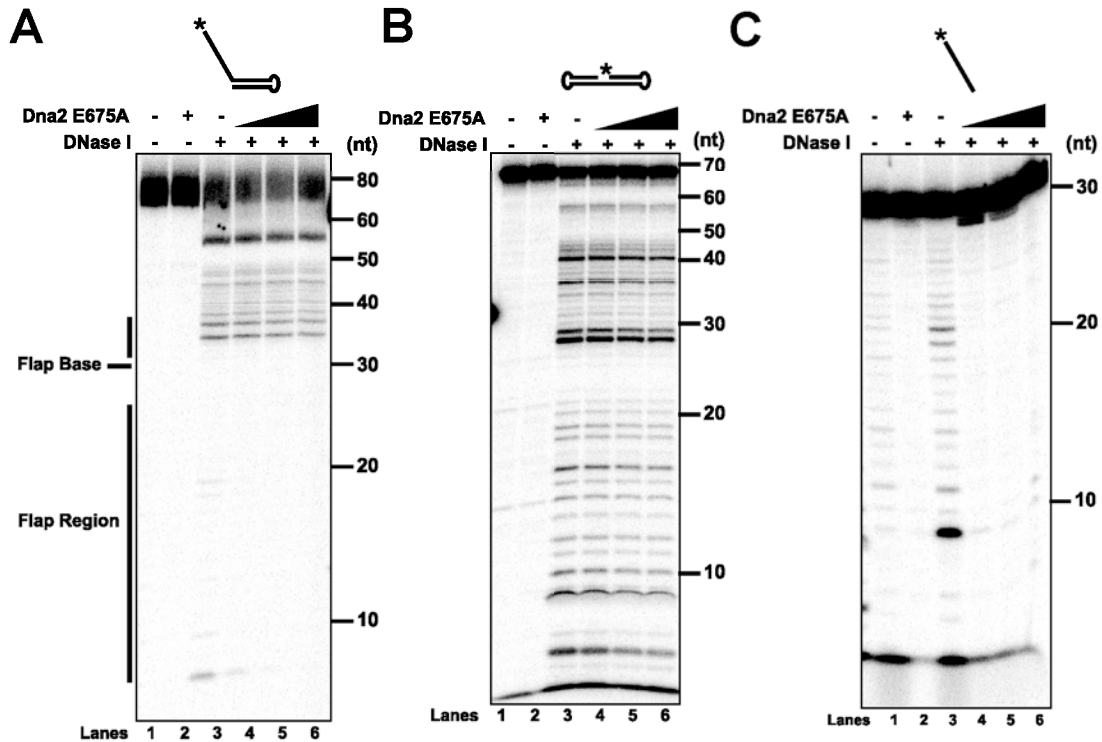 A
B
C
*
*
*
Dna2 E675A - + -
DNase I - - + + + + (nt)
80
60
50
40
30
20
10
Flap Base
Flap Region
Lanes 1 2 3 4 5 6
Dna2 E675A - + -
DNase I - - + + + + (nt)
70
60
50
40
30
20
10
Lanes 1 2 3 4 5 6
Dna2 E675A - + -
DNase I - - + + + + (nt)
30
20
10
Lanes 1 2 3 4 5 6